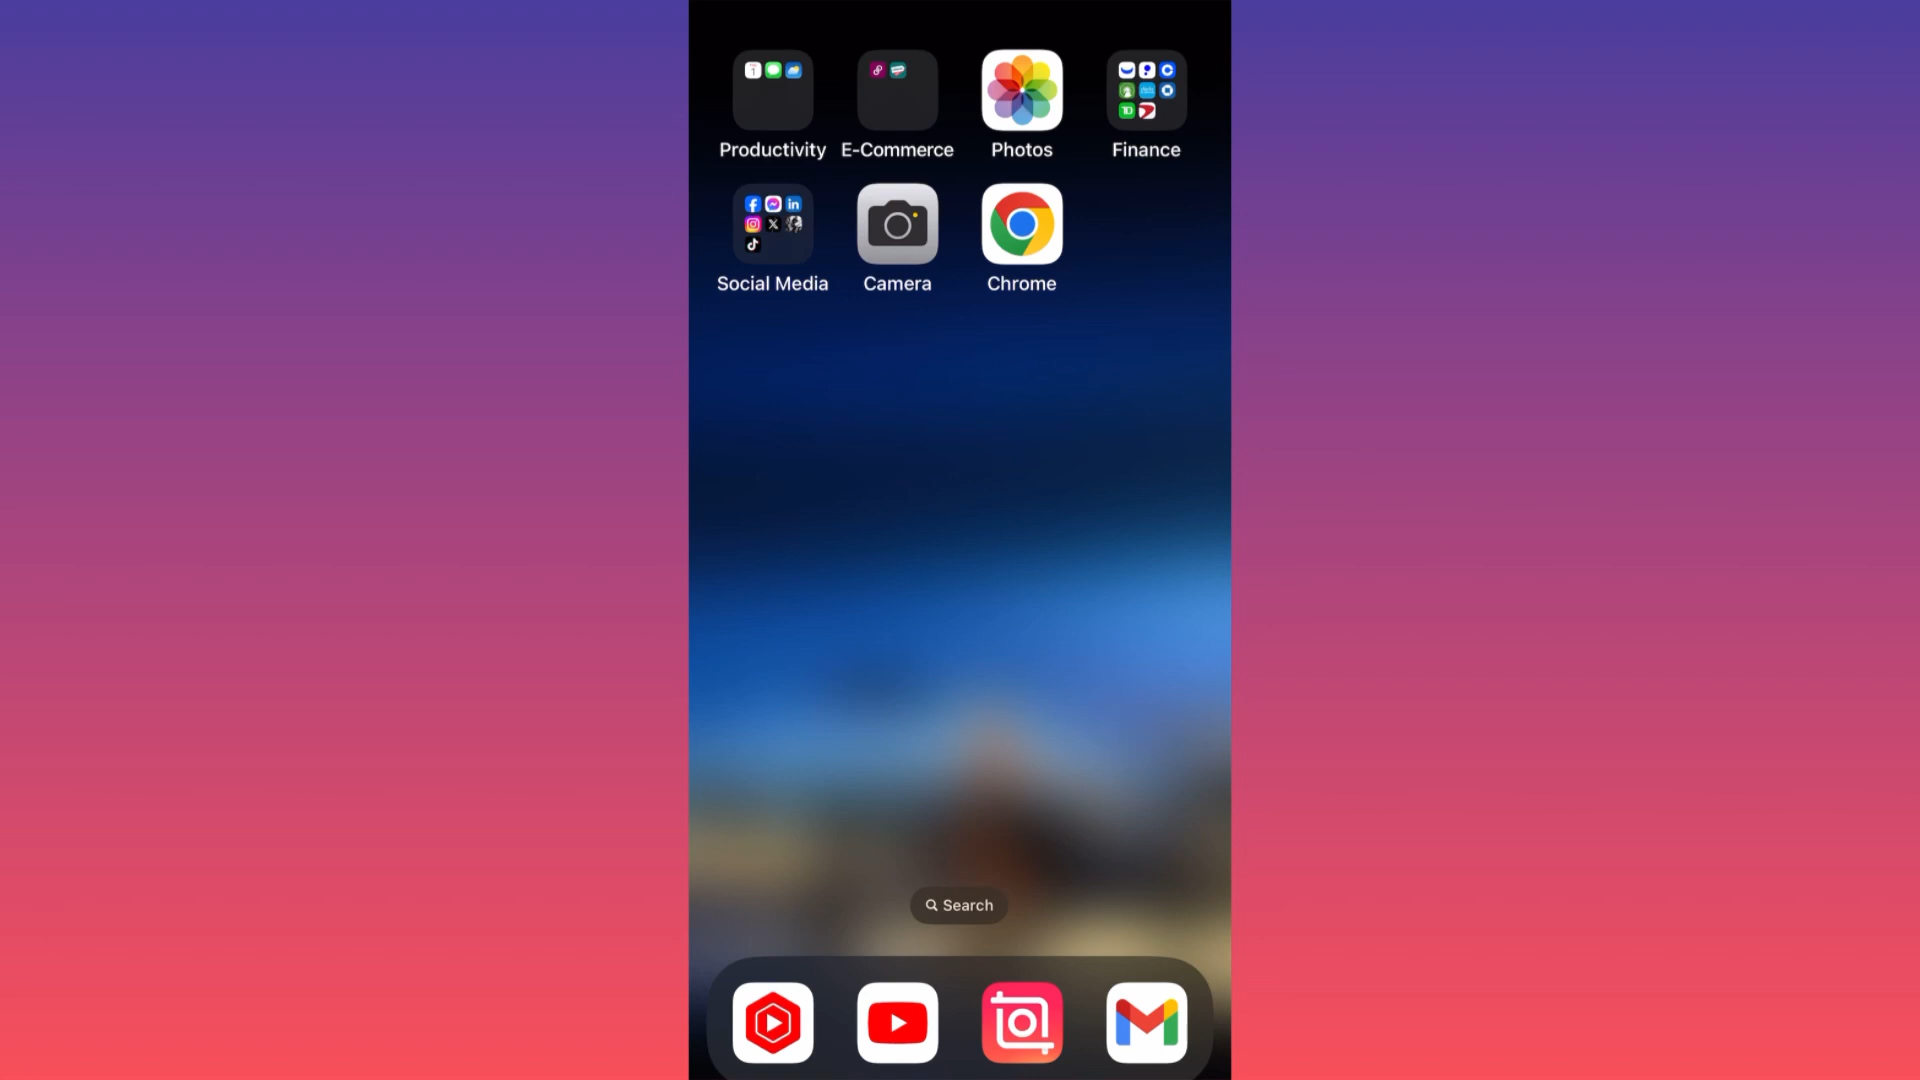 Productivity E-Commerce Photos Finance
Social Media Camera Chrome
Search